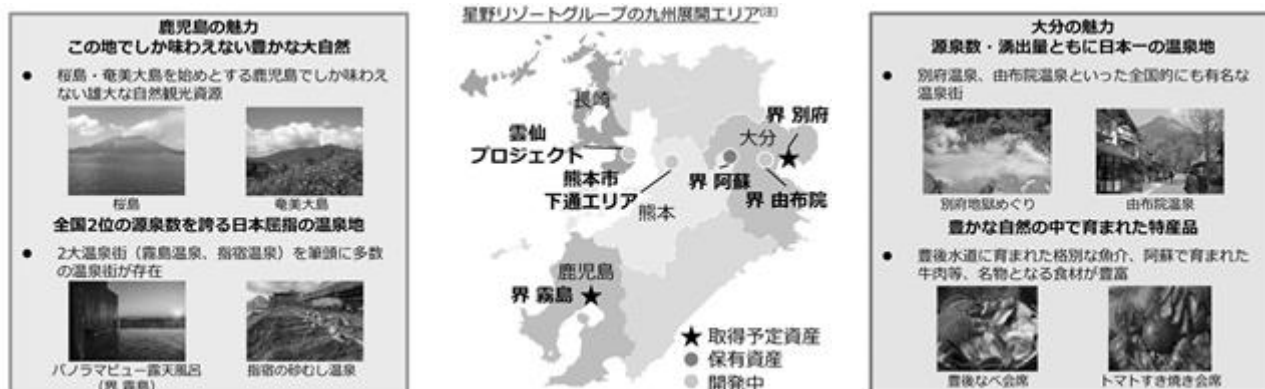 鹿児島の魅力
この地でしか味わえない豊かな大自然
● 桜島・奄美大島を始めとする鹿児島でしか味わえ
ない雄大な自然観光資源
桜島
奄美大島
全国2位の源泉数を誇る日本屈指の温泉地
● 2大温泉街（霧島温泉、指宿温泉）を筆頭に多数
の温泉街が存在
パノラマビュー露天風呂
（界 霧島）
指宿の砂むし温泉
星野リゾートグループの九州展開エリア(注)
長崎
雲仙
プロジェクト
熊本市
下通エリア
熊本
界 阿蘇
大分
界 別府
界 由布院
鹿児島
界 霧島
★ 取得予定資産
● 保有資産
● 開発中
大分の魅力
源泉数・湧出量ともに日本一の温泉地
● 別府温泉、由布院温泉といった全国的にも有名な
温泉街
別府地獄めぐり
由布院温泉
豊かな自然の中で育まれた特産品
● 豊後水道に育まれた格別な魚介、阿蘇で育まれた
牛肉等、名物となる食材が豊富
豊後なべ会席
トマトすき焼き会席